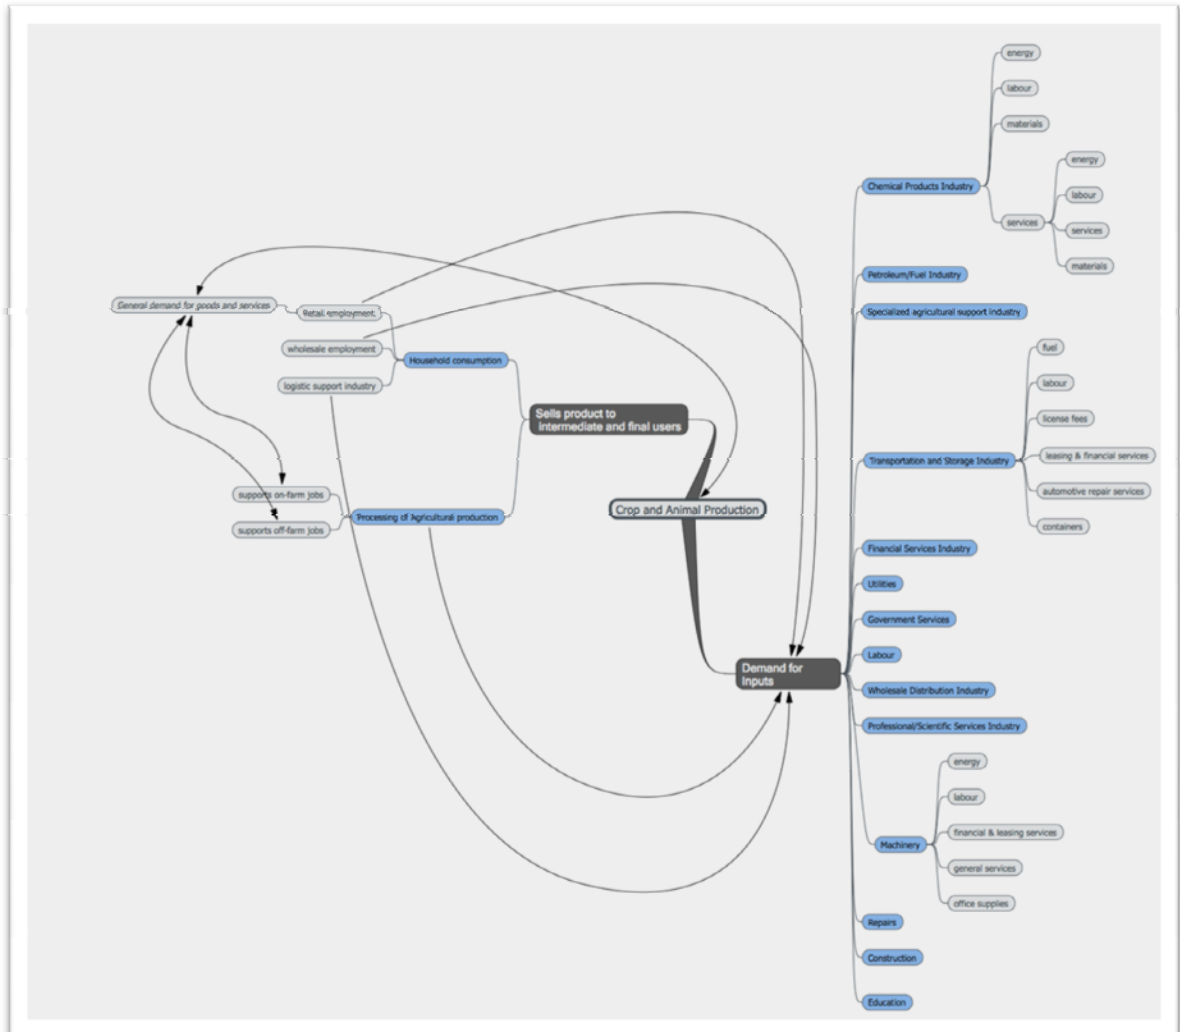 General demand for goods and services
Retail employment
wholesale employment
logistic support industry
Household consumption
supports on-farm jobs
supports off-farm jobs
Processing of Agricultural production
Sells product to
intermediate and final users
Crop and Animal Production
Demand for
Inputs
Chemical Products Industry
energy
labour
materials
services
energy
labour
services
materials
Petroleum/Fuel Industry
Specialized agricultural support industry
Transportation and Storage Industry
fuel
labour
license fees
leasing & financial services
automotive repair services
containers
Financial Services Industry
Utilities
Government Services
Labour
Wholesale Distribution Industry
Professional/Scientific Services Industry
Machinery
energy
labour
financial & leasing services
general services
office supplies
Repairs
Construction
Education